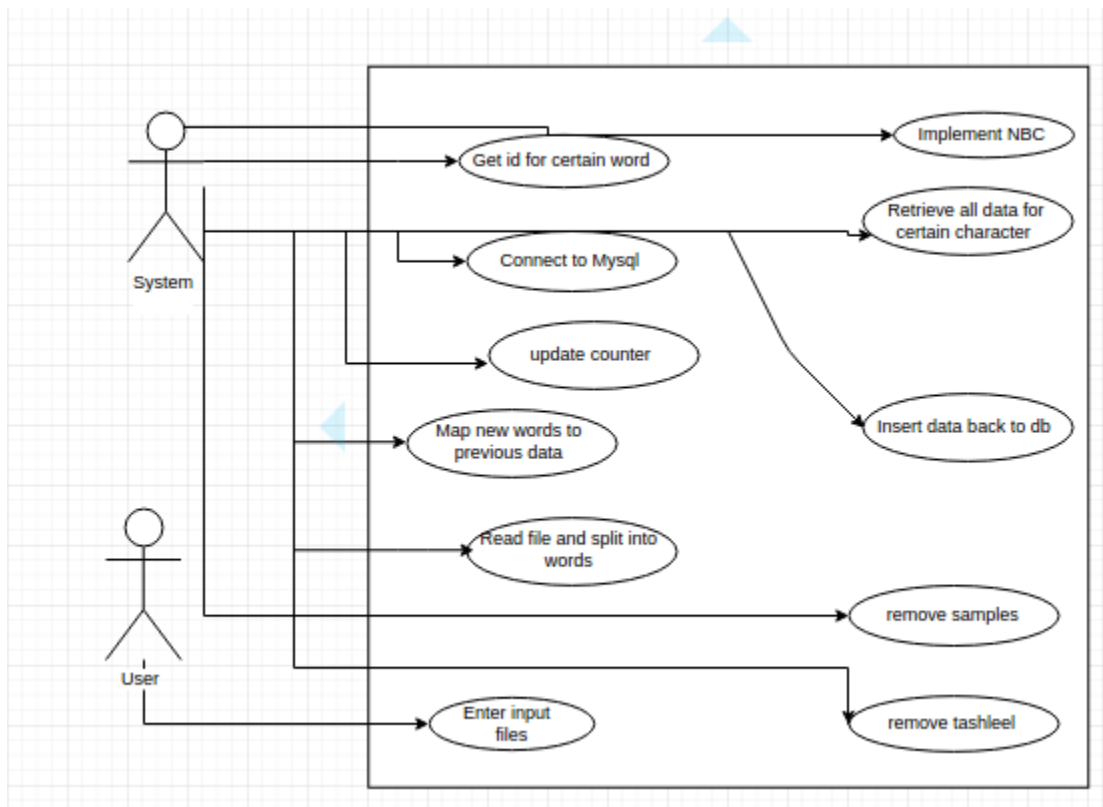 Implement NBC
Get id for certain word
Retrieve all data for
certain character
Connect to Mysql
System
update counter
Map new words to
previous data
Insert data back to db
Read file and split into
words
remove samples
User
Enter input
files
remove tashleel